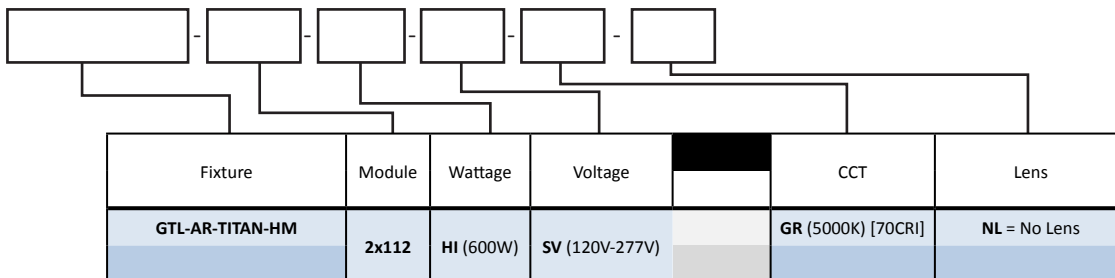 - - - - -
Fixture Module Wattage Voltage CCT Lens
GTL-AR-TITAN-HM 2x112 HI (600W) SV (120V-277V) GR (5000K) [70CRI] NL = No Lens